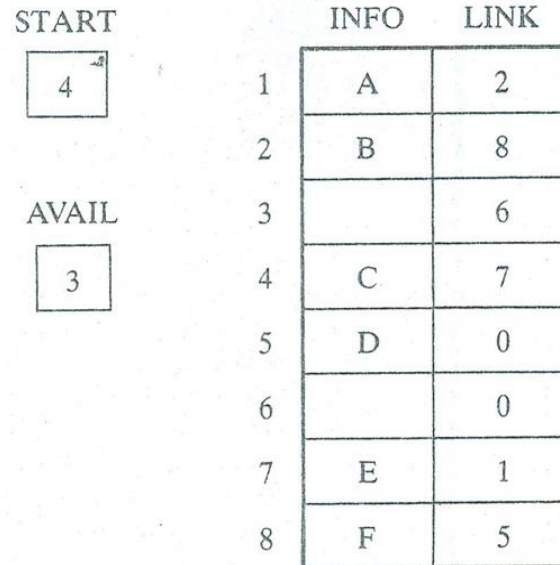 START INFO LINK
4 1 A 2
2 B 8
AVAIL 3 6
3 4 C 7
5 D 0
6 0
7 E 1
8 F 5